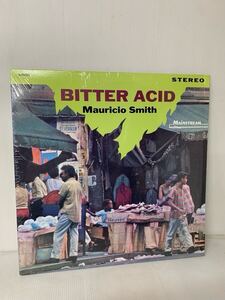 STEREO
BITTER ACID
Mauricio Smith
MAINSTREAM